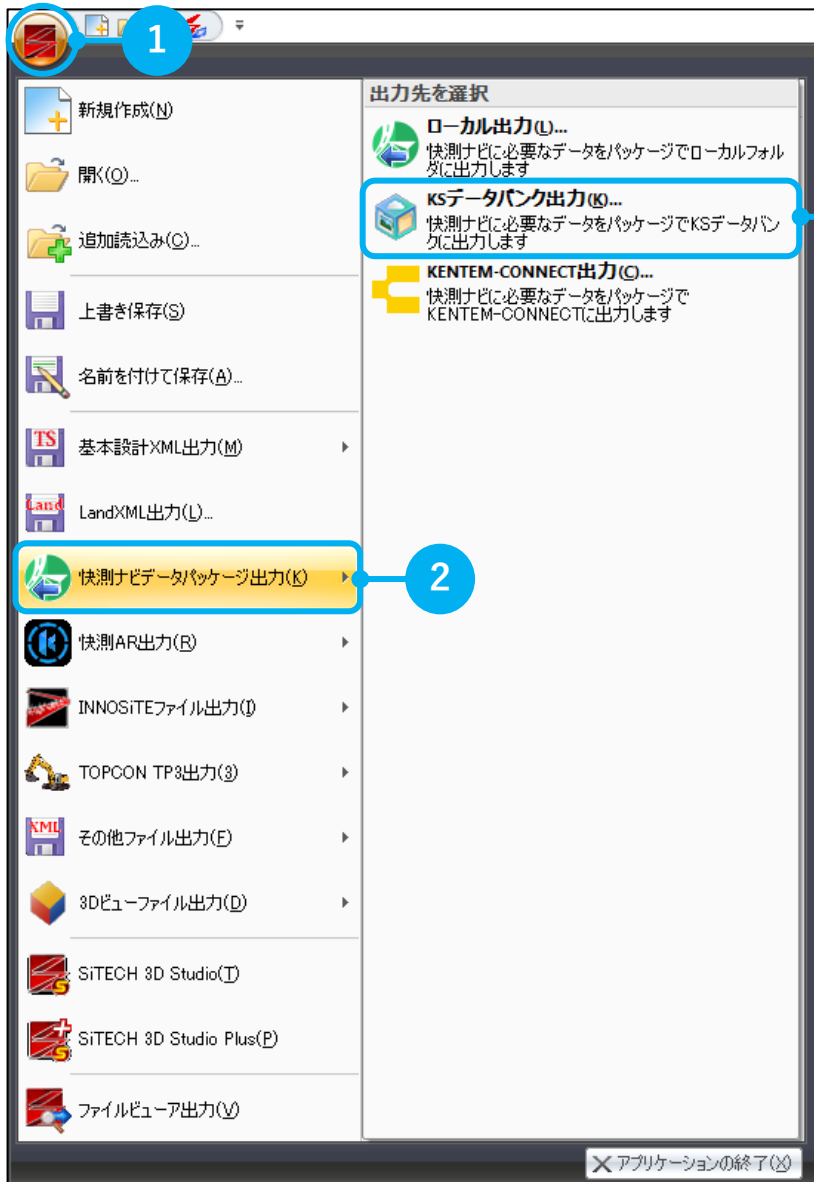 1
新規作成(N)
開く(O)...
追加読込み(C)...
上書き保存(S)
名前を付けて保存(A)...
TS
基本設計XML出力(M)
Land
LandXML出力(L)...
快測ナビデータパッケージ出力(K)
2
快測AR出力(R)
INNOSiTEファイル出力(I)
TOPCON TP3出力(3)
XML
その他ファイル出力(F)
3Dビューファイル出力(D)
SiTECH 3D Studio(T)
SiTECH 3D Studio Plus(P)
ファイルビューア出力(V)
出力先を選択
ローカル出力(L)...
快測ナビに必要なデータをパッケージでローカルフォル
ダに出力します
KSデータバンク出力(K)...
快測ナビに必要なデータをパッケージでKSデータバン
クに出力します
KENTEM-CONNECT出力(C)...
快測ナビに必要なデータをパッケージで
KENTEM-CONNECTに出力します
アプリケーションの終了(X)